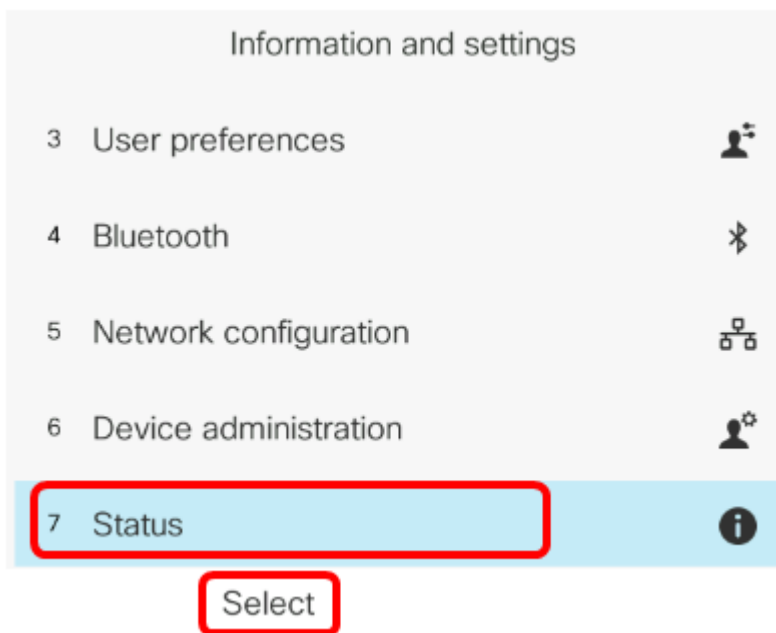 Information and settings
3 User preferences
4 Bluetooth
5 Network configuration
6 Device administration
7 Status
Select